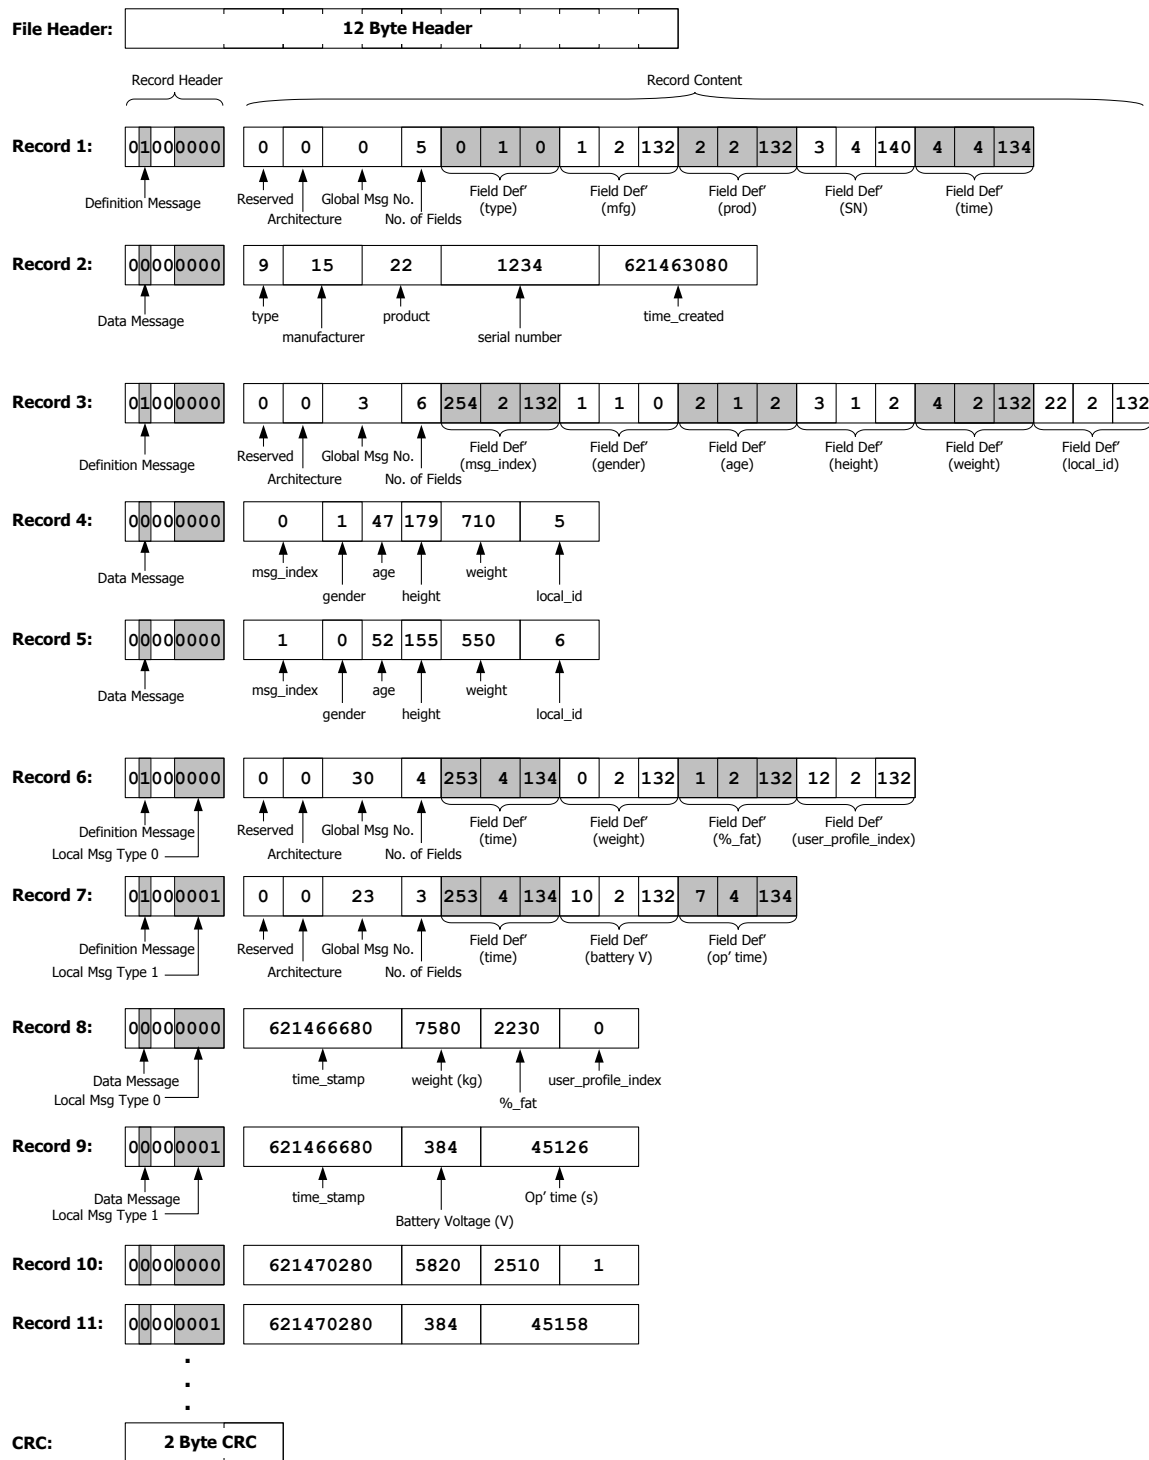 File Header: 12 Byte Header
Record Header Record Content
Record 1: 01000000 0 0 0 5 0 1 0 1 2 132 2 2 132 3 4 140 4 4 134
Definition Message Reserved Architecture Global Msg No. No. of Fields Field Def' (type) Field Def' (mfg) Field Def' (prod) Field Def' (SN) Field Def' (time)
Record 2: 00000000 9 15 22 1234 621463080
Data Message type manufacturer product serial number time_created
Record 3: 01000000 0 0 3 6 254 2 132 1 1 0 2 1 2 3 1 2 4 2 132 22 2 132
Definition Message Reserved Architecture Global Msg No. No. of Fields Field Def' (msg_index) Field Def' (gender) Field Def' (age) Field Def' (height) Field Def' (weight) Field Def' (local_id)
Record 4: 00000000 0 1 47 179 710 5
Data Message msg_index gender age height weight local_id
Record 5: 00000000 1 0 52 155 550 6
Data Message msg_index gender age height weight local_id
Record 6: 01000000 0 0 30 4 253 4 134 0 2 132 1 2 132 12 2 132
Definition Message Local Msg Type 0 Reserved Architecture Global Msg No. No. of Fields Field Def' (time) Field Def' (weight) Field Def' (%_fat) Field Def' (user_profile_index)
Record 7: 01000001 0 0 23 3 253 4 134 10 2 132 7 4 134
Definition Message Local Msg Type 1 Reserved Architecture Global Msg No. No. of Fields Field Def' (time) Field Def' (battery V) Field Def' (op' time)
Record 8: 00000000 621466680 7580 2230 0
Data Message Local Msg Type 0 time_stamp weight (kg) %_fat user_profile_index
Record 9: 00000001 621466680 384 45126
Data Message Local Msg Type 1 time_stamp Battery Voltage (V) Op' time (s)
Record 10: 00000000 621470280 5820 2510 1
Record 11: 00000001 621470280 384 45158
.
.
.
CRC: 2 Byte CRC